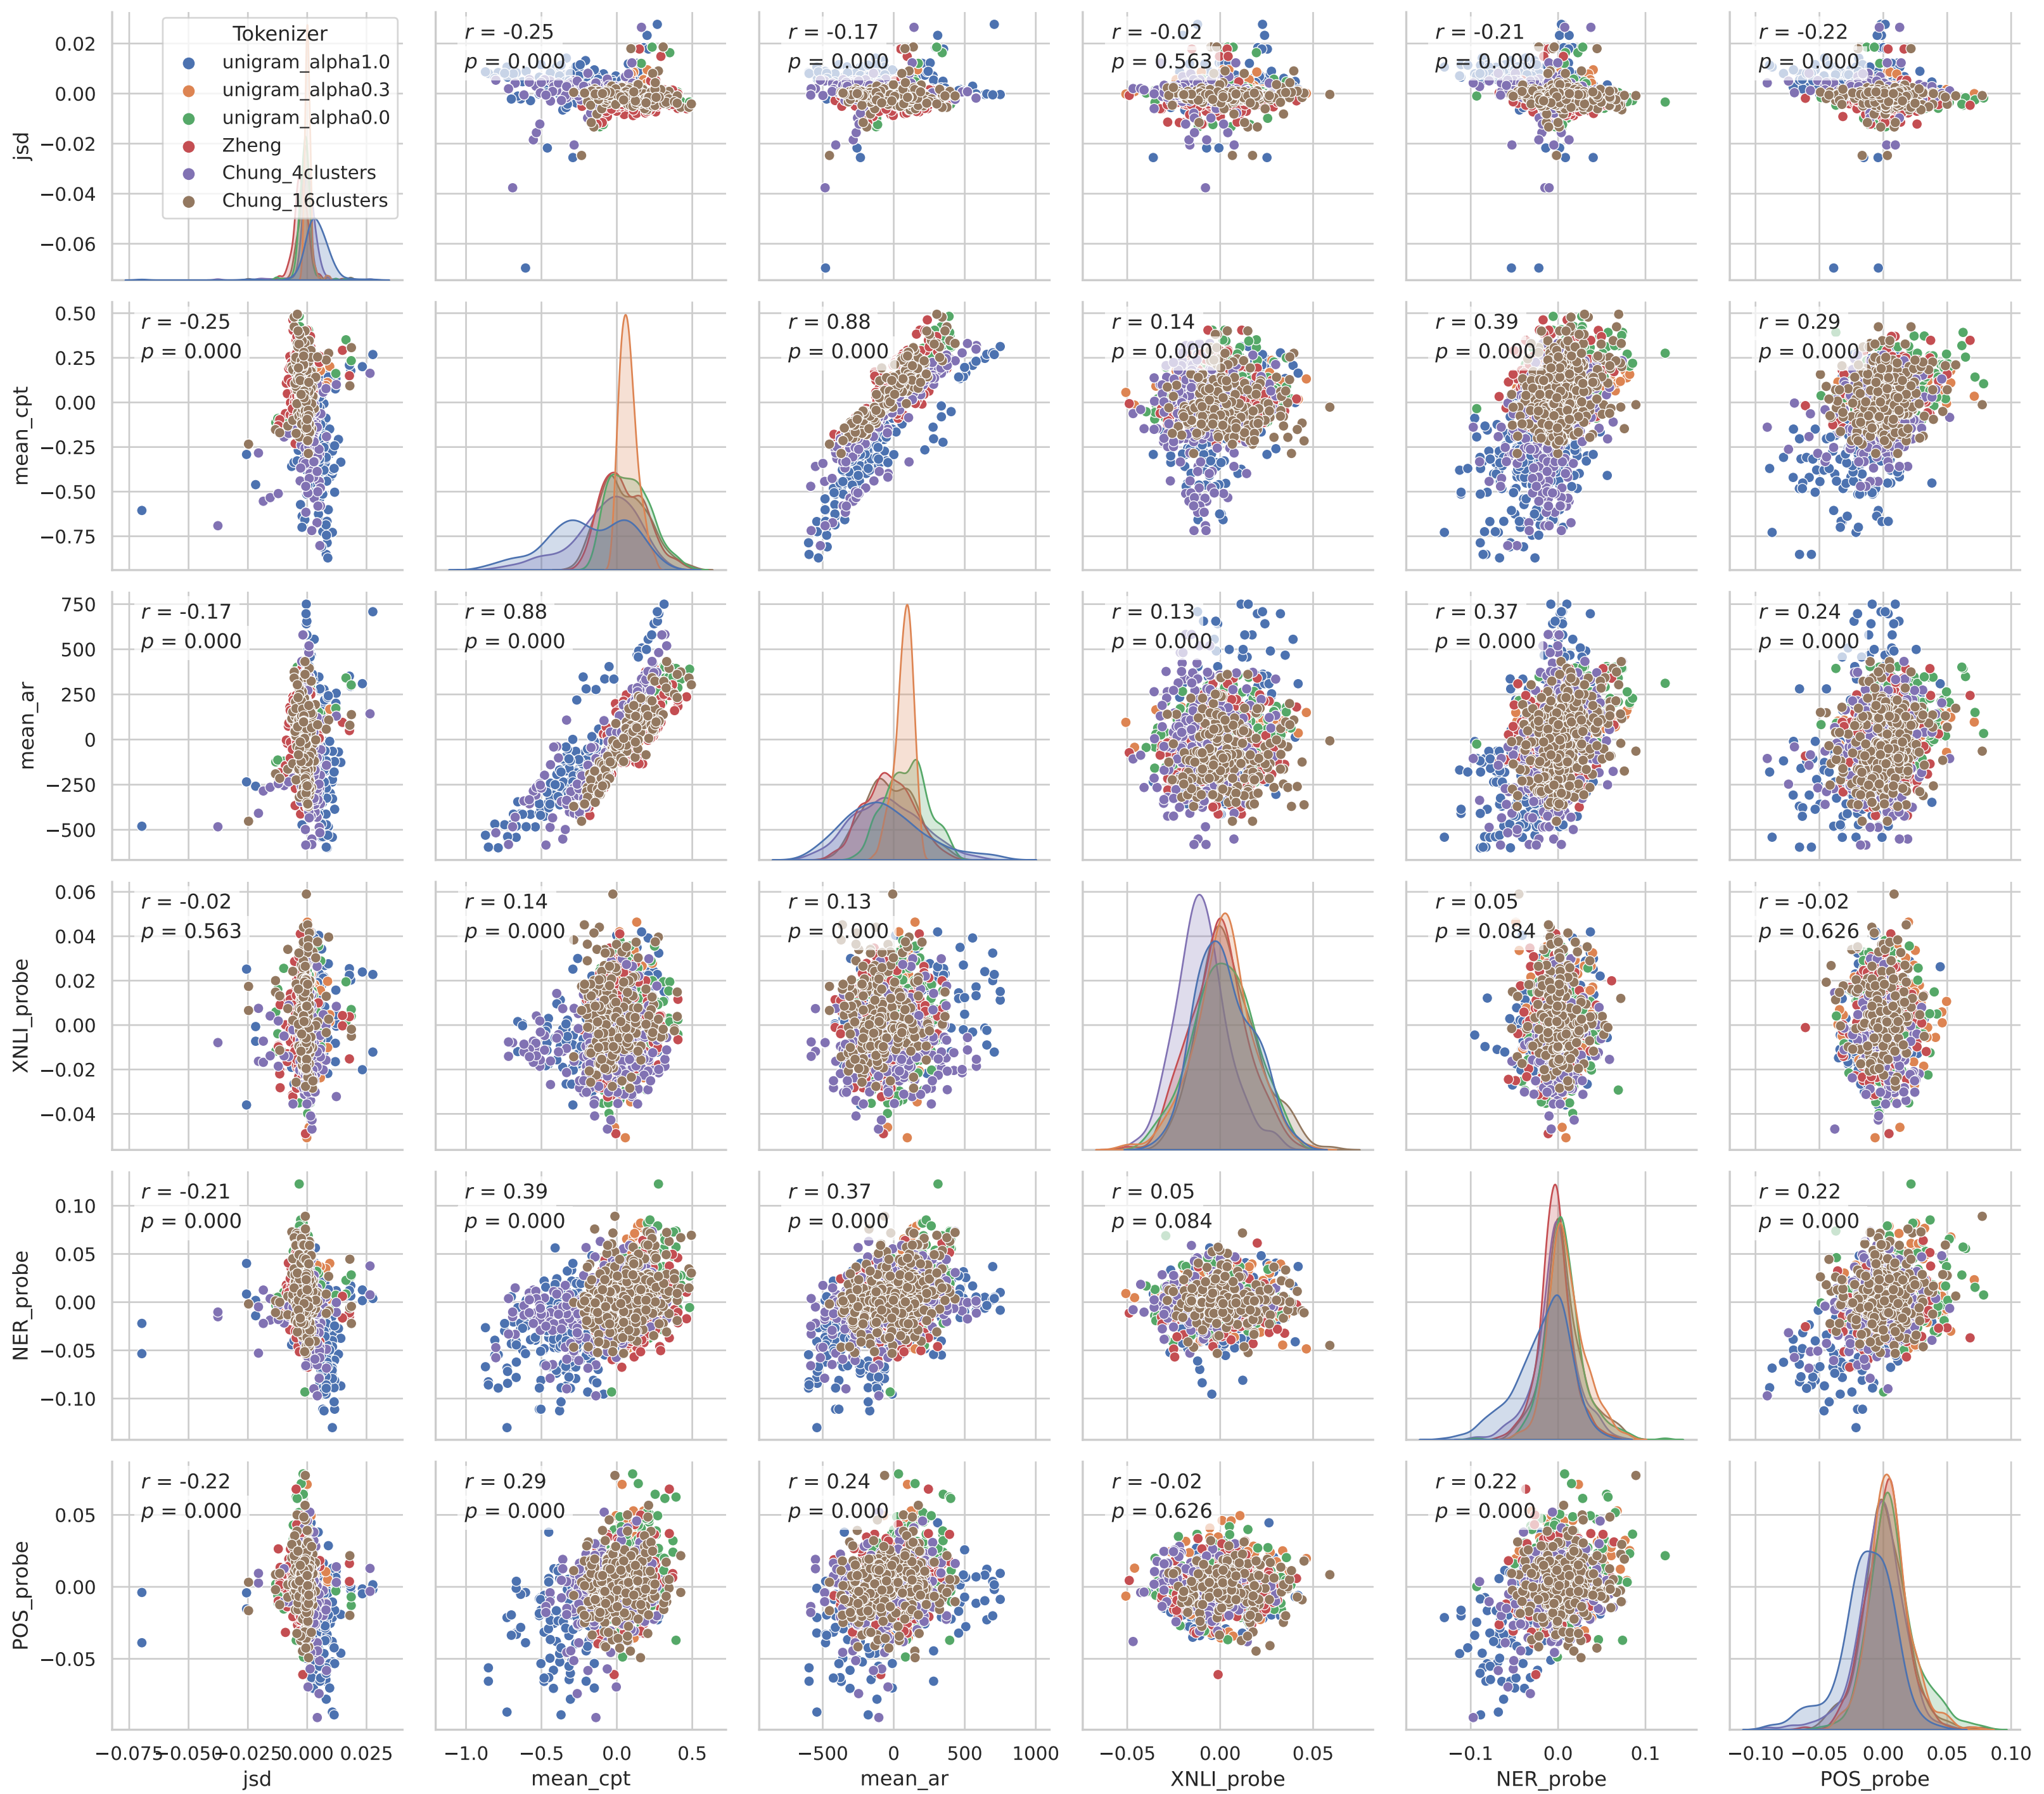 Tokenizer
unigram_alpha1.0
unigram_alpha0.3
unigram_alpha0.0
Zheng
Chung_4clusters
Chung_16clusters
r = -0.25
p = 0.000
r = -0.17
p = 0.000
r = -0.02
p = 0.563
r = -0.21
p = 0.000
r = -0.22
p = 0.000
0.02
0.00
−0.02
−0.04
−0.06
jsd
r = -0.25
p = 0.000
r = 0.88
p = 0.000
r = 0.14
p = 0.000
r = 0.39
p = 0.000
r = 0.29
p = 0.000
0.50
0.25
0.00
−0.25
−0.50
−0.75
mean_cpt
r = -0.17
p = 0.000
r = 0.88
p = 0.000
r = 0.13
p = 0.000
r = 0.37
p = 0.000
r = 0.24
p = 0.000
750
500
250
0
−250
−500
mean_ar
r = -0.02
p = 0.563
r = 0.14
p = 0.000
r = 0.13
p = 0.000
r = 0.05
p = 0.084
r = -0.02
p = 0.626
0.06
0.04
0.02
0.00
−0.02
−0.04
XNLI_probe
r = -0.21
p = 0.000
r = 0.39
p = 0.000
r = 0.37
p = 0.000
r = 0.05
p = 0.084
r = 0.22
p = 0.000
0.10
0.05
0.00
−0.05
−0.10
NER_probe
r = -0.22
p = 0.000
r = 0.29
p = 0.000
r = 0.24
p = 0.000
r = -0.02
p = 0.626
r = 0.22
p = 0.000
0.05
0.00
−0.05
POS_probe
−0.075 −0.050 −0.025 0.000 0.025
jsd
−1.0 −0.5 0.0 0.5
mean_cpt
−500 0 500 1000
mean_ar
−0.05 0.00 0.05
XNLI_probe
−0.1 0.0 0.1
NER_probe
−0.10 −0.05 0.00 0.05 0.10
POS_probe